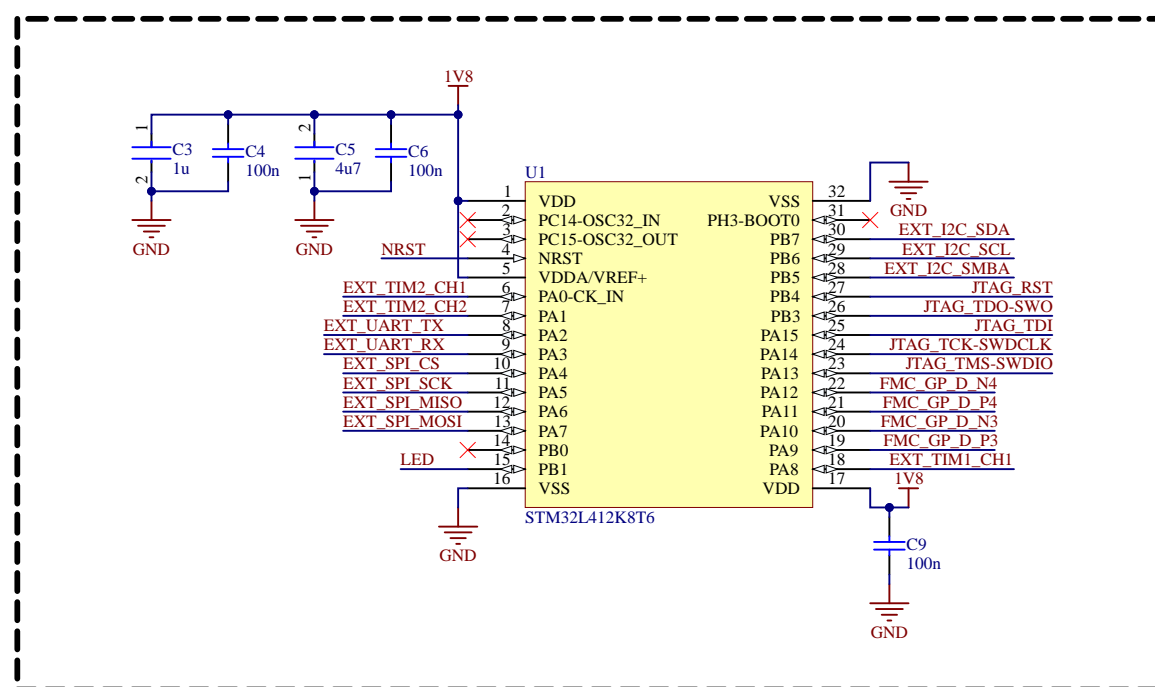 1V8
1
C3
1u
2
C4
100n
2
C5
4u7
1
C6
100n
GND
GND
U1
1
VDD
2
PC14-OSC32_IN
3
PC15-OSC32_OUT
NRST
4
NRST
5
VDDA/VREF+
EXT_TIM2_CH1
6
PA0-CK_IN
EXT_TIM2_CH2
7
PA1
EXT_UART_TX
8
PA2
EXT_UART_RX
9
PA3
EXT_SPI_CS
10
PA4
EXT_SPI_SCK
11
PA5
EXT_SPI_MISO
12
PA6
EXT_SPI_MOSI
13
PA7
14
PB0
LED
15
PB1
16
VSS
GND
STM32L412K8T6
VSS
32
GND
PH3-BOOT0
31
PB7
30
EXT_I2C_SDA
PB6
29
EXT_I2C_SCL
PB5
28
EXT_I2C_SMBA
PB4
27
JTAG_RST
PB3
26
JTAG_TDO-SWO
PA15
25
JTAG_TDI
PA14
24
JTAG_TCK-SWDCLK
PA13
23
JTAG_TMS-SWDIO
PA12
22
FMC_GP_D_N4
PA11
21
FMC_GP_D_P4
PA10
20
FMC_GP_D_N3
PA9
19
FMC_GP_D_P3
PA8
18
EXT_TIM1_CH1
VDD
17
1V8
C9
100n
GND